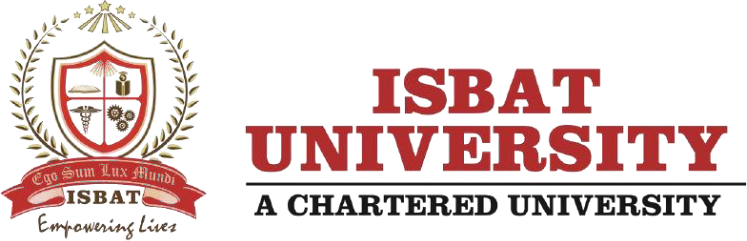 Ego Sum Lux Mundi
ISBAT
Empowering Lives
ISBAT
UNIVERSITY
A CHARTERED UNIVERSITY